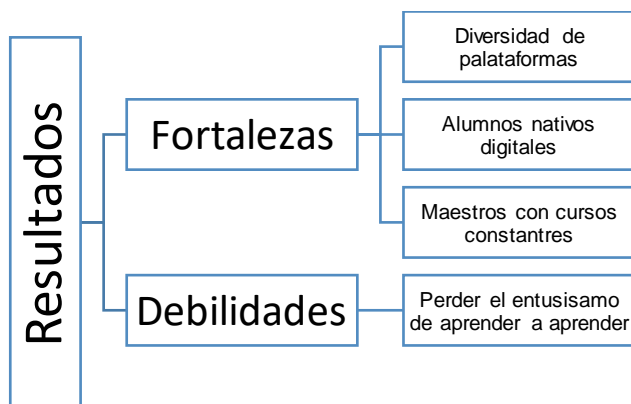 Resultados
Fortalezas
Diversidad de
palataformas
Alumnos nativos
digitales
Maestros con cursos
constantres
Debilidades
Perder el entusisamo
de aprender a aprender